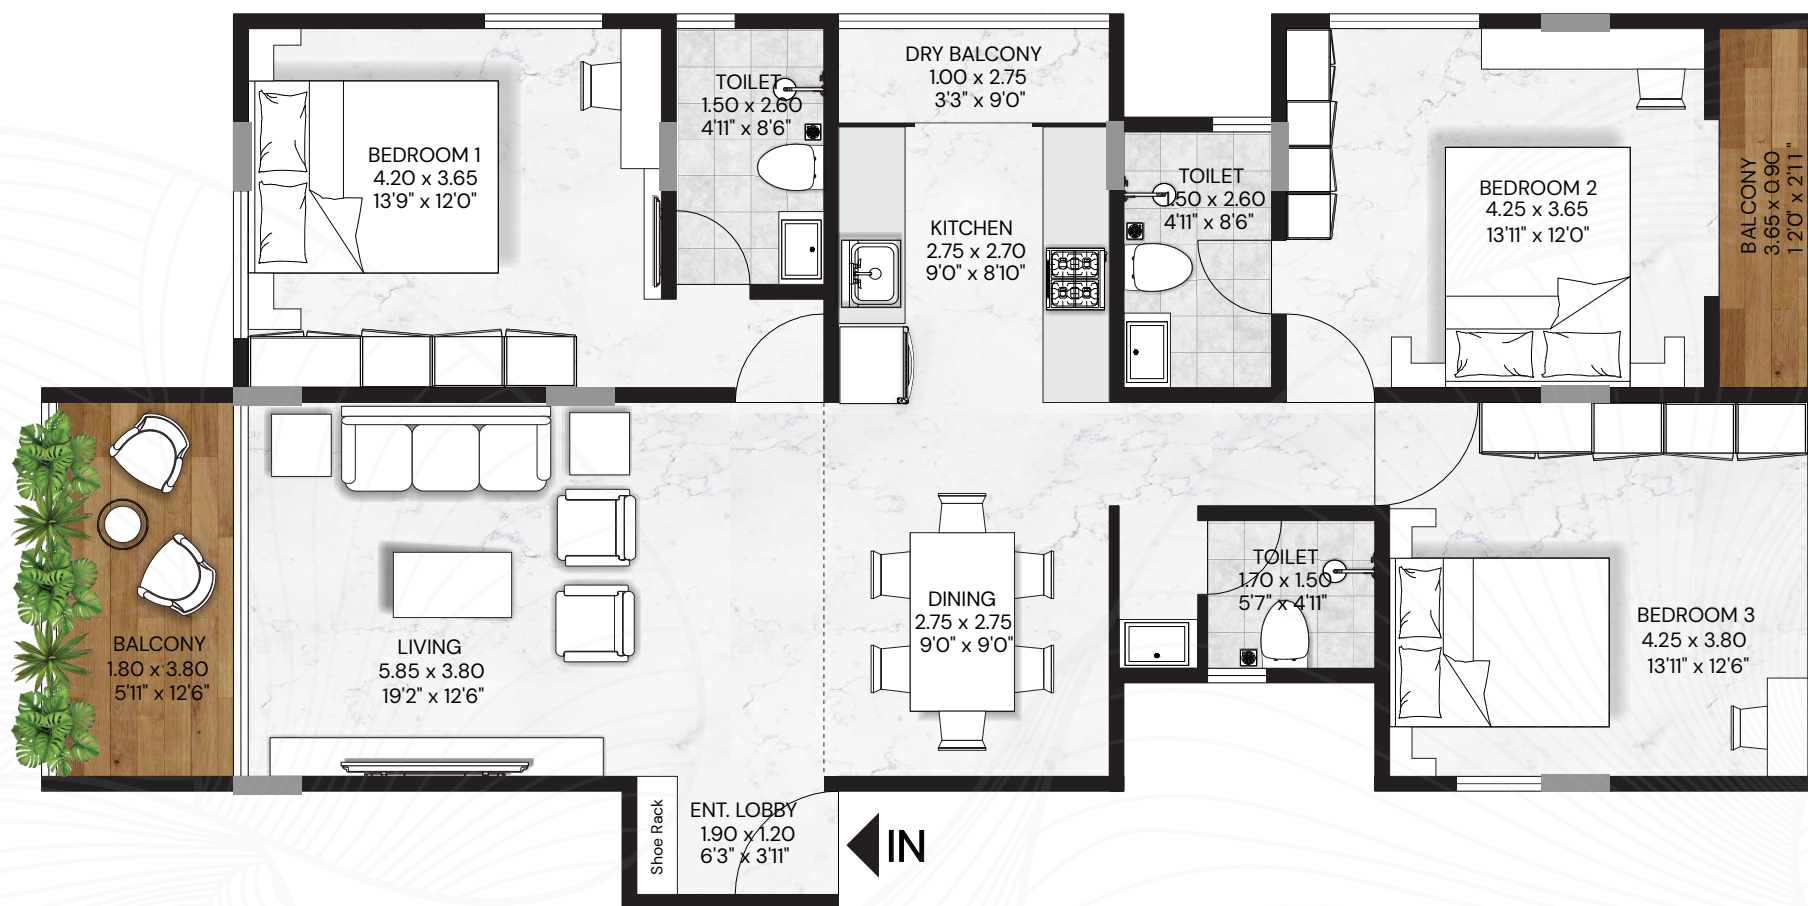 DRY BALCONY
1.00 x 2.75
3'3" x 9'0"
TOILET
1.50 x 2.60
4'11" x 8'6"
BEDROOM 1
4.20 x 3.65
13'9" x 12'0"
TOILET
1.50 x 2.60
4'11" x 8'6"
BEDROOM 2
4.25 x 3.65
13'11" x 12'0"
BALCONY
3.65 x 0.90
12'0" x 2'11"
KITCHEN
2.75 x 2.70
9'0" x 8'10"
TOILET
1.70 x 1.50
5'7" x 4'11"
DINING
2.75 x 2.75
9'0" x 9'0"
BEDROOM 3
4.25 x 3.80
13'11" x 12'6"
BALCONY
1.80 x 3.80
5'11" x 12'6"
LIVING
5.85 x 3.80
19'2" x 12'6"
Shoe Rack
ENT. LOBBY
1.90 x 1.20
6'3" x 3'11"
IN